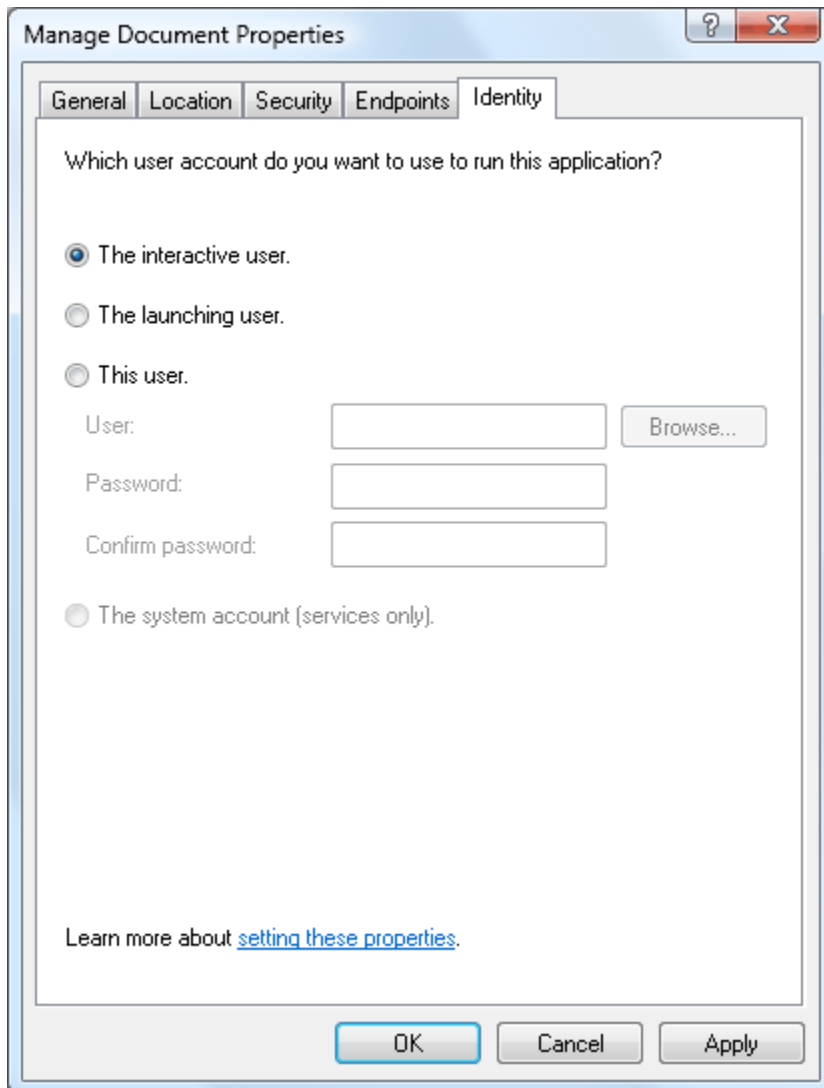 Manage Document Properties
?
X
General Location Security Endpoints Identity
Which user account do you want to use to run this application?
The interactive user.
The launching user.
This user.
User: Browse...
Password:
Confirm password:
The system account (services only).
Learn more about setting these properties.
OK Cancel Apply